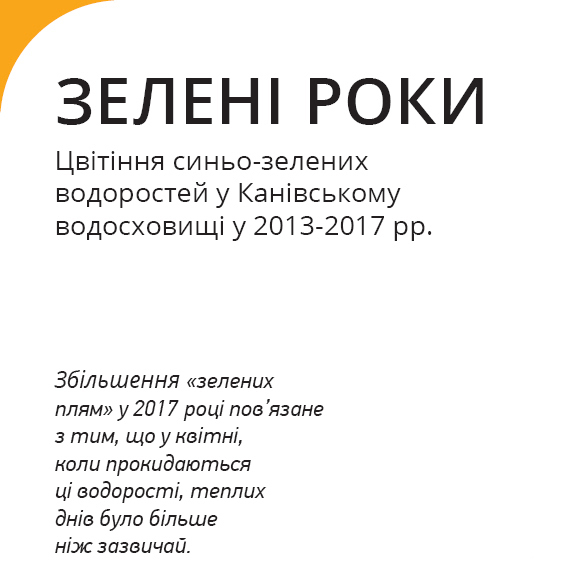 ЗЕЛЕНІ РОКИ
Цвітіння синьо-зелених
водоростей у Канівському
водосховищі у 2013-2017 рр.
Збільшення «зелених
плям» у 2017 році пов’язане
з тим, що у квітні,
коли прокидаються
ці водорості, теплих
днів було більше
ніж зазвичай.